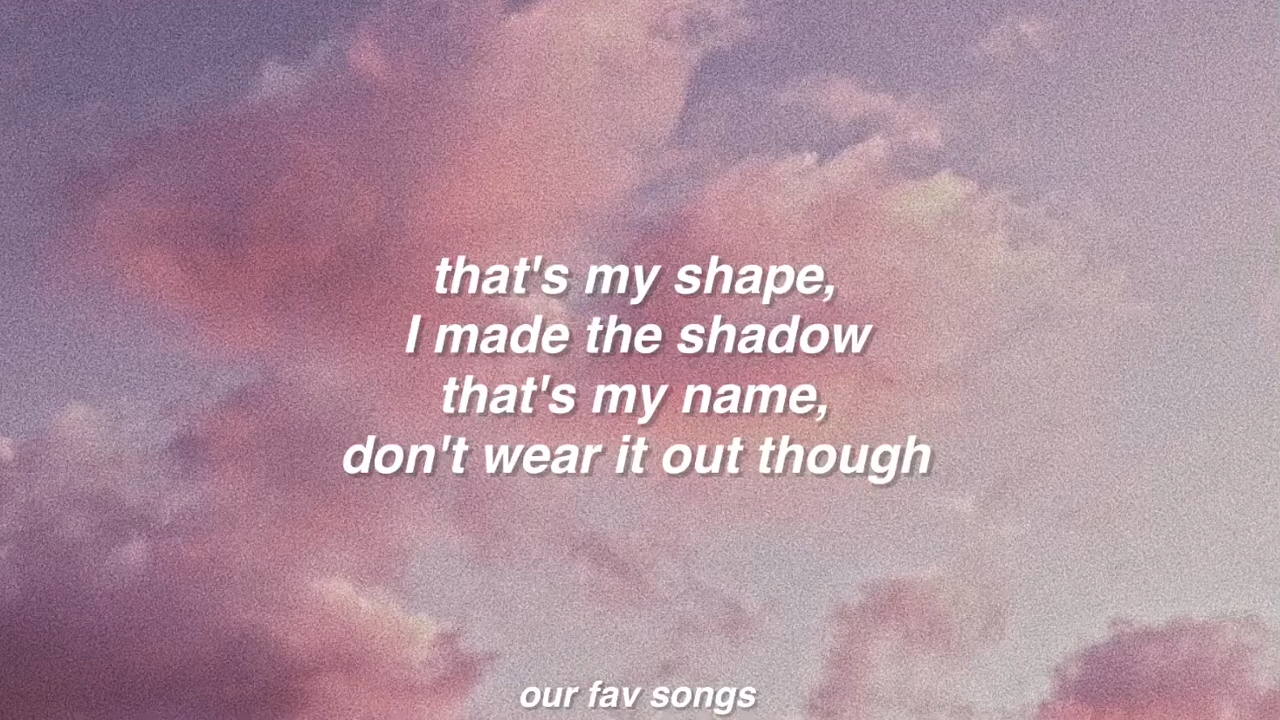 that's my shape,
I made the shadow
that's my name,
don't wear it out though
our fav songs